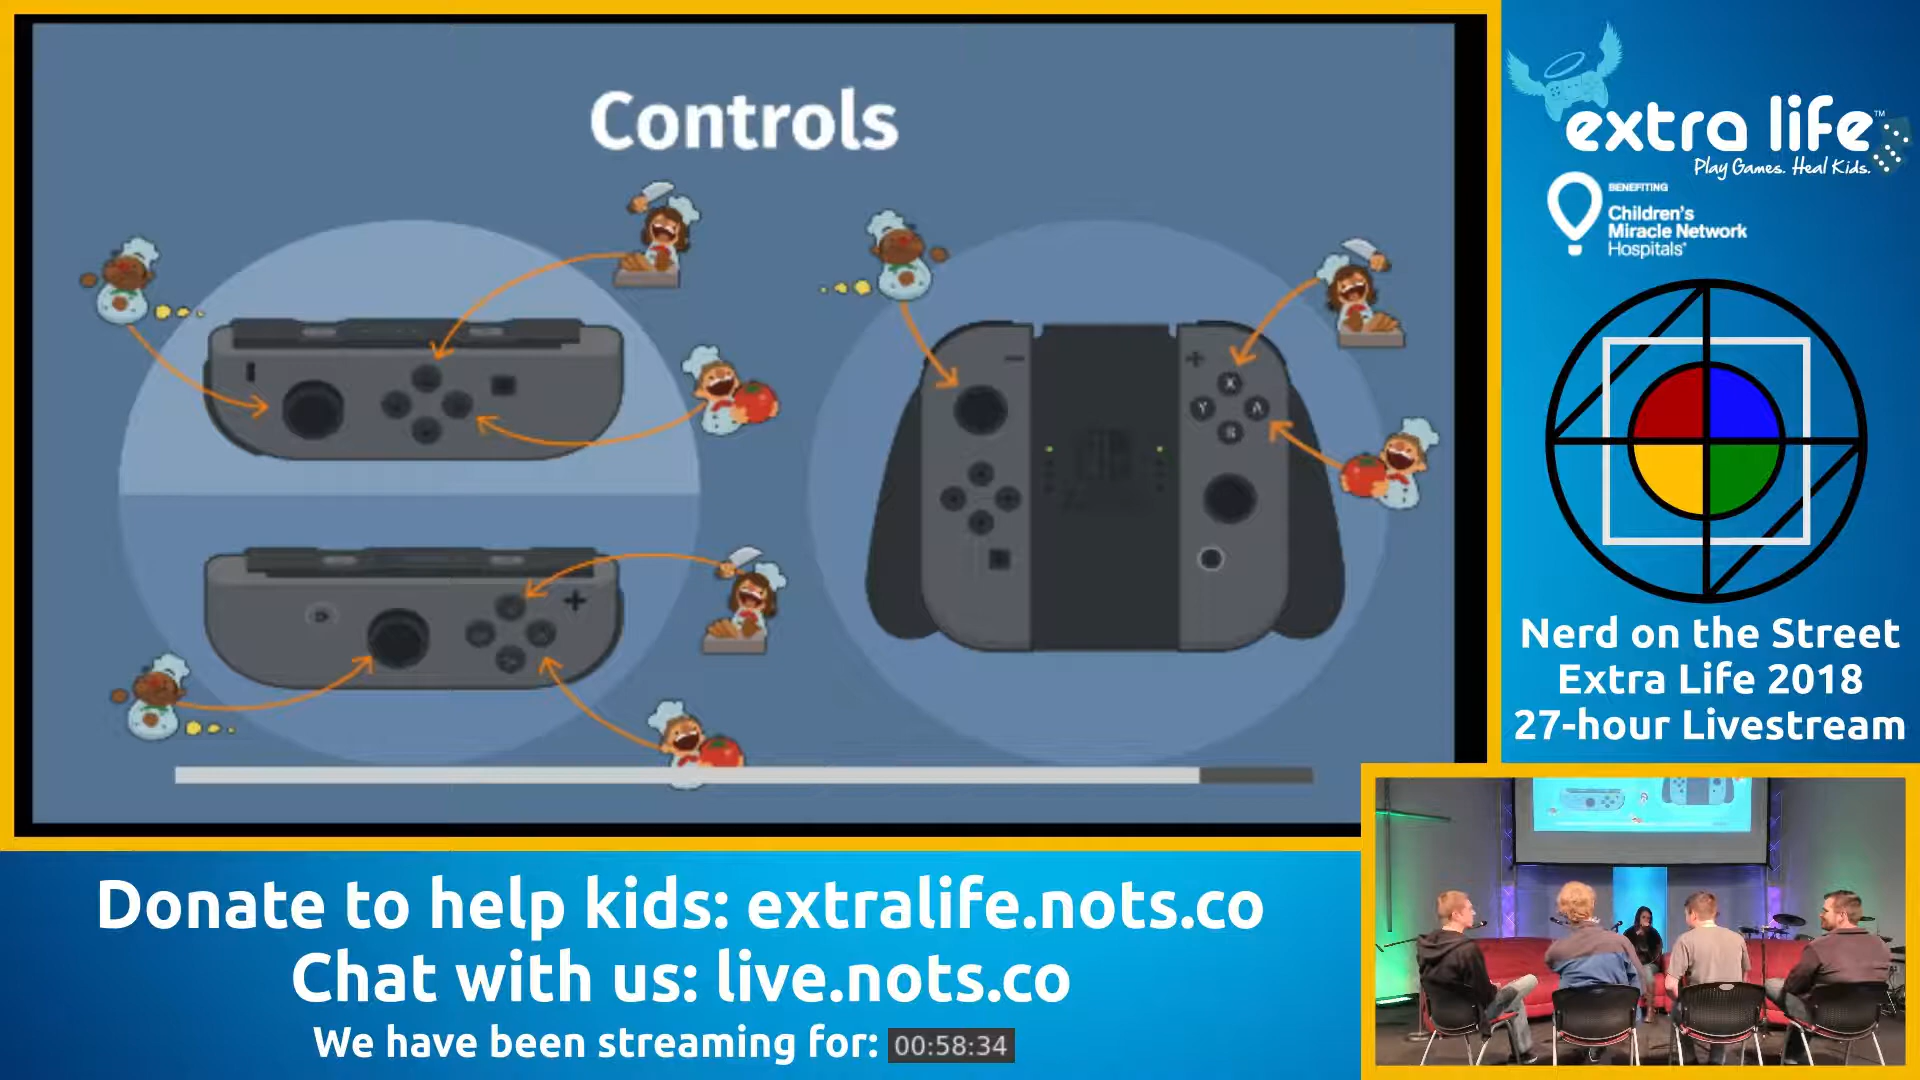 Controls
X
Y
A
B
extra life™
Play Games. Heal Kids.
BENEFITING
Children's
Miracle Network
Hospitals®
Nerd on the Street
Extra Life 2018
27-hour Livestream
Donate to help kids: extralife.nots.co
Chat with us: live.nots.co
We have been streaming for: 00:58:34